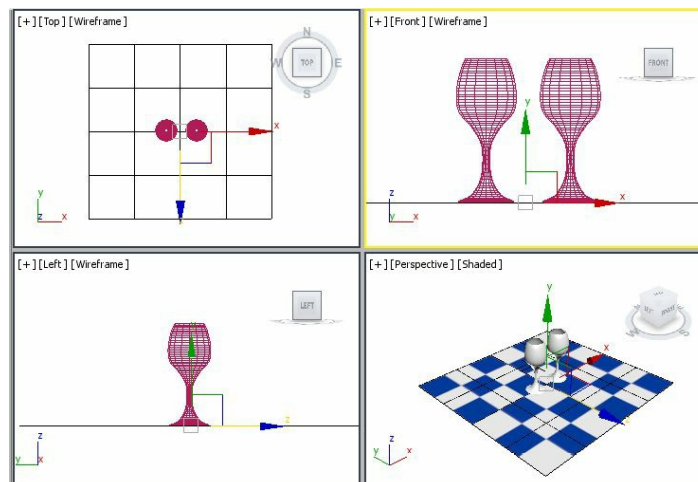 [+] [Top] [Wireframe]
N
W TOP E
S
x
y
y
z x
[+] [Front] [Wireframe]
FRONT
y
x
z
y x
[+] [Left] [Wireframe]
LEFT
z
z
y
[+] [Perspective] [Shaded]
y
x
z
z
y x